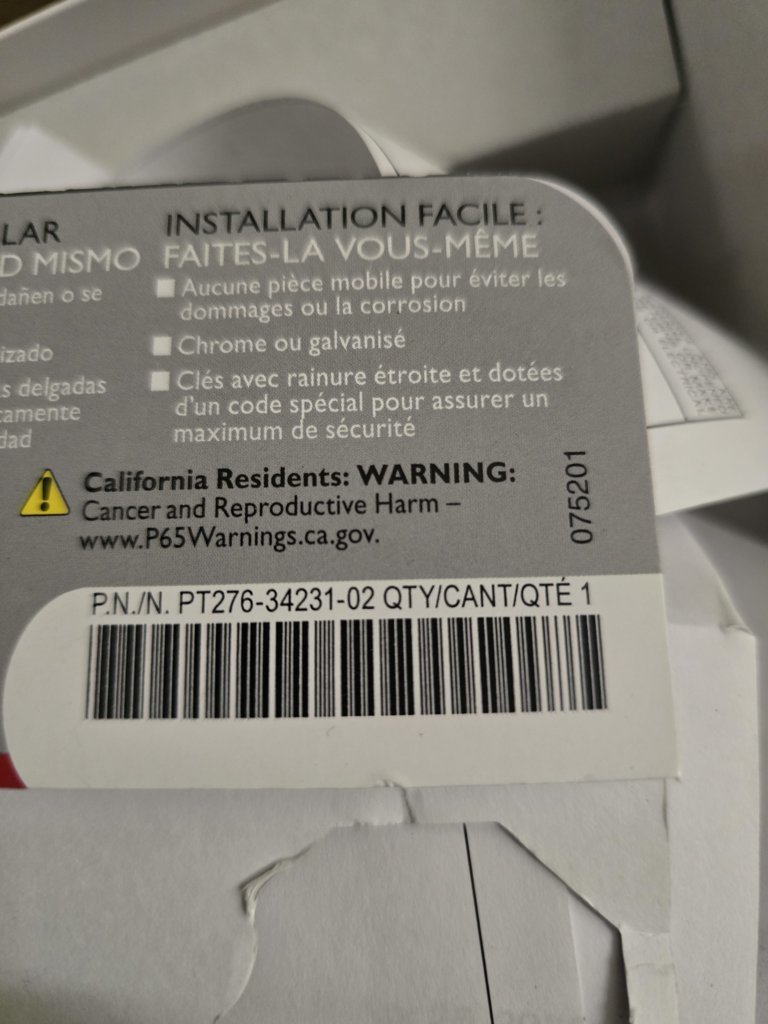 LAR
D MISMO
dañen o se
izado
s delgadas
camente
dad
INSTALLATION FACILE :
FAITES-LA VOUS-MÊME
Aucune pièce mobile pour éviter les
dommages ou la corrosion
Chrome ou galvanisé
Clés avec rainure étroite et dotées
d'un code spécial pour assurer un
maximum de sécurité
California Residents: WARNING:
Cancer and Reproductive Harm –
www.P65Warnings.ca.gov.
075201
P.N./N. PT276-34231-02 QTY/CANT/QTÉ 1